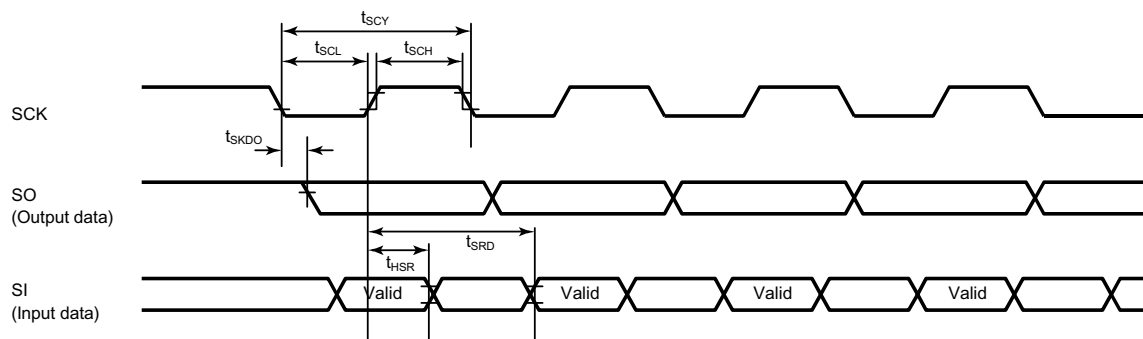 tSCY
tSCL
tSCH
SCK
tSKDO
SO
(Output data)
tSRD
tHSR
SI
(Input data)
Valid
Valid
Valid
Valid